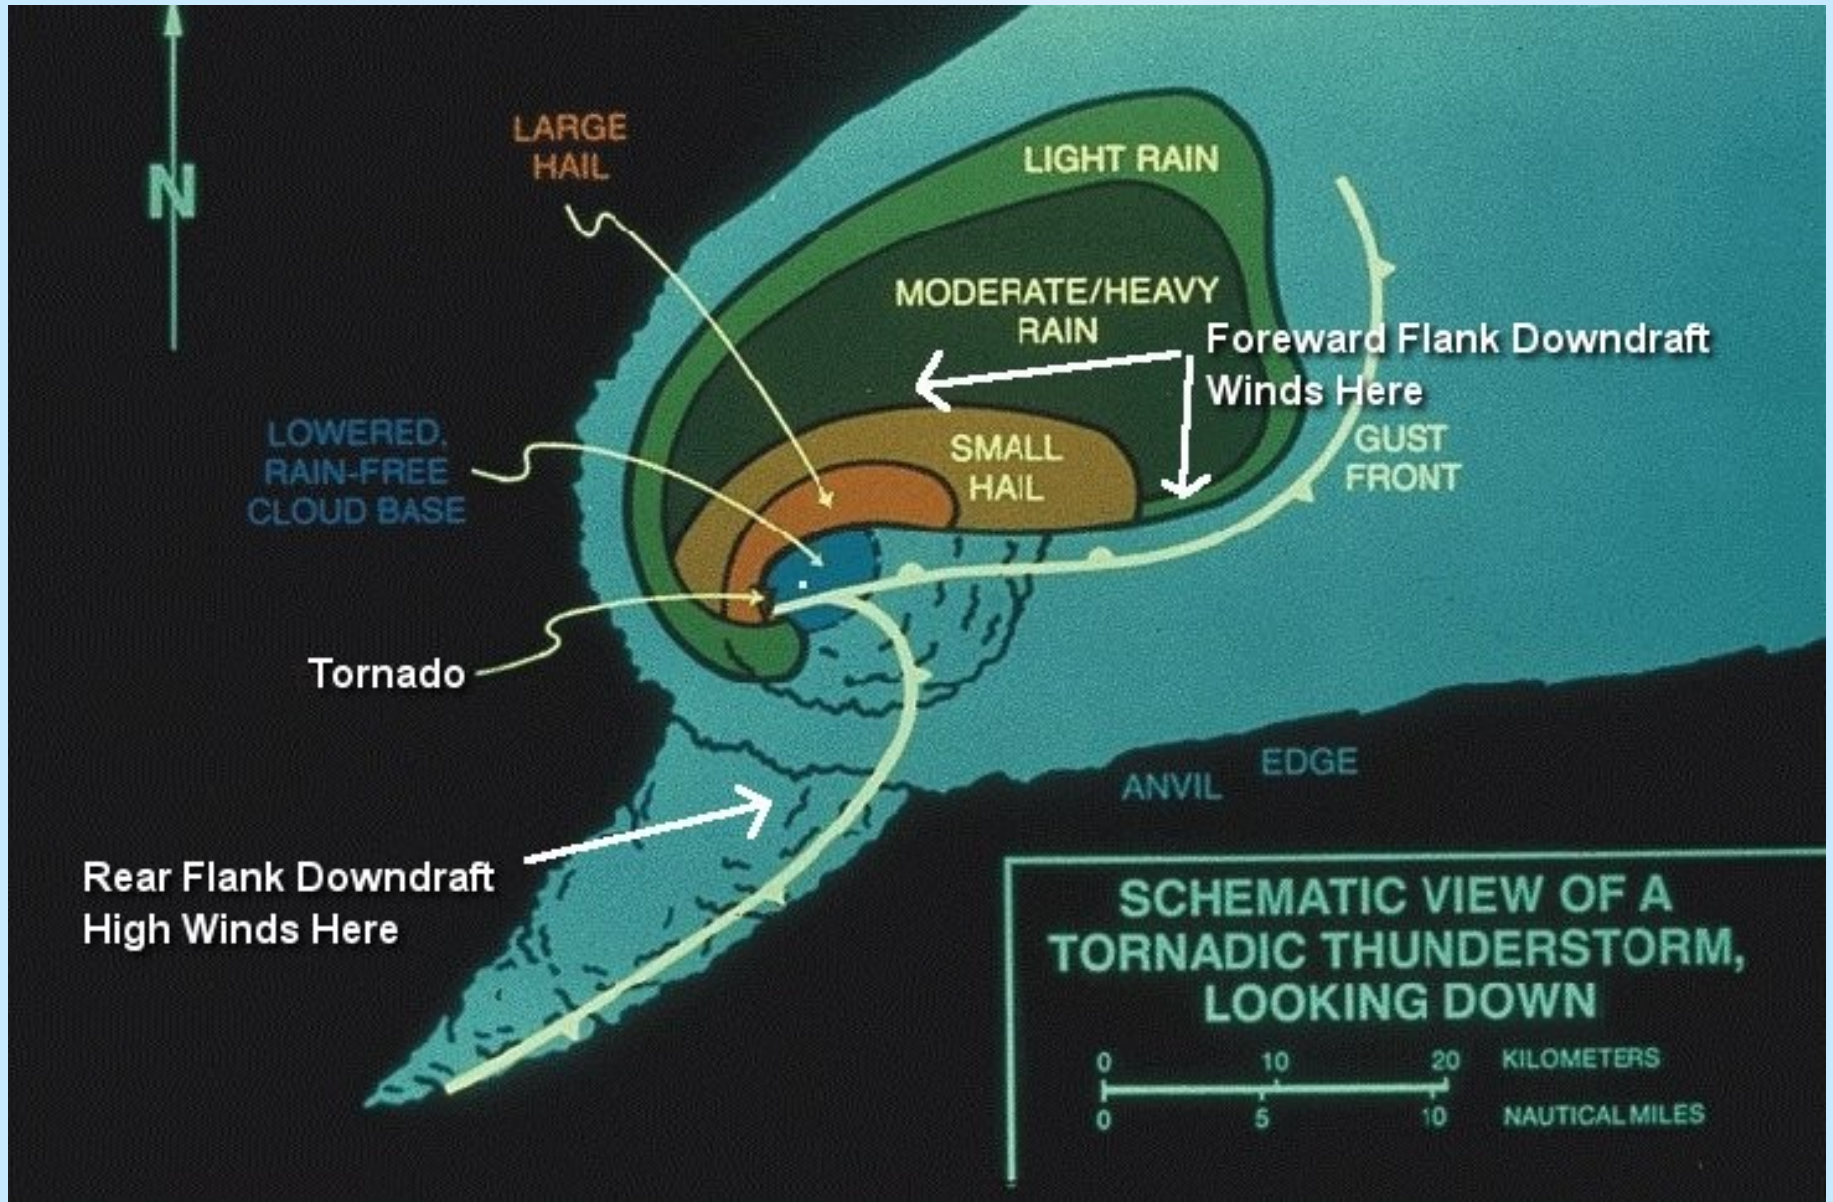 N
LARGE
HAIL
LIGHT RAIN
MODERATE/HEAVY
RAIN
Foreward Flank Downdraft
Winds Here
LOWERED.
RAIN-FREE
CLOUD BASE
SMALL
HAIL
GUST
FRONT
Tornado
ANVIL EDGE
Rear Flank Downdraft
High Winds Here
SCHEMATIC VIEW OF A
TORNADIC THUNDERSTORM,
LOOKING DOWN
0 10 20 KILOMETERS
0 5 10 NAUTICAL MILES